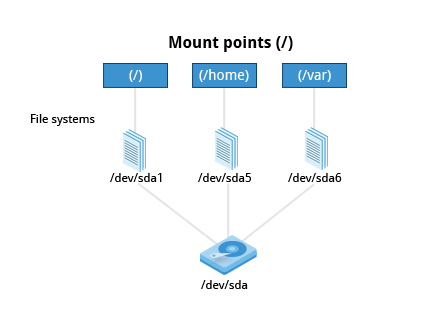 Mount points (/)
(/)
(/home)
(/var)
File systems
/dev/sda1
/dev/sda5
/dev/sda6
/dev/sda